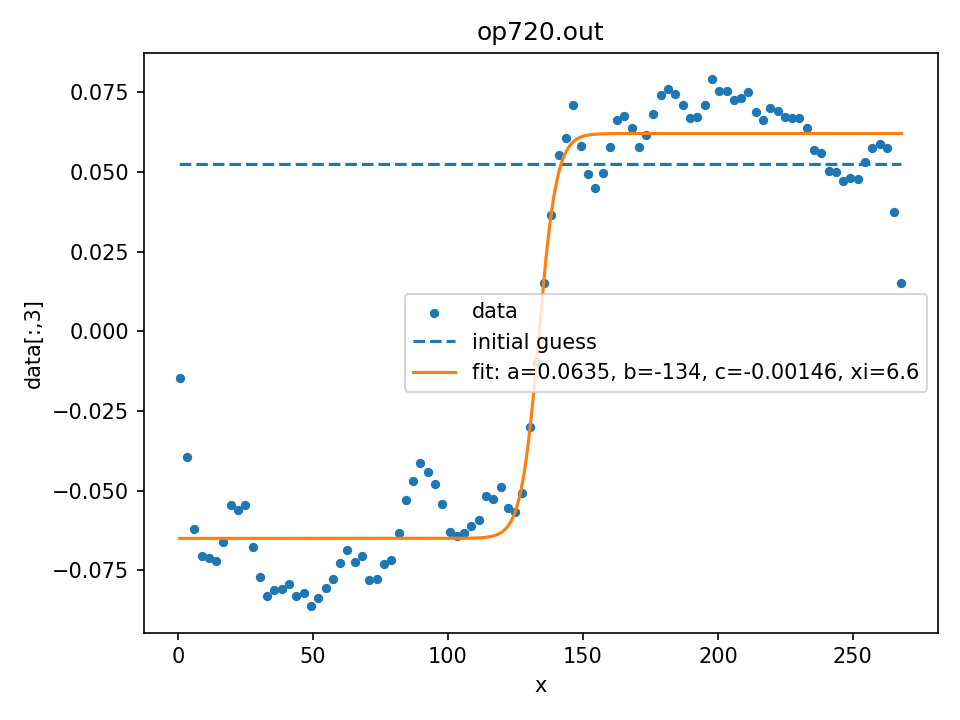 op720.out
0.075
0.050
0.025
0.000
−0.025
−0.050
−0.075
data[:,3]
data
initial guess
fit: a=0.0635, b=-134, c=-0.00146, xi=6.6
0 50 100 150 200 250
x